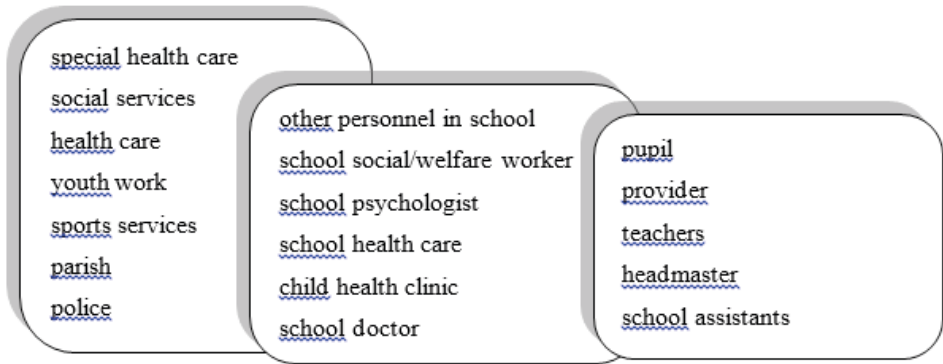 special health care
social services
health care
youth work
sports services
parish
police
other personnel in school
school social/welfare worker
school psychologist
school health care
child health clinic
school doctor
pupil
provider
teachers
headmaster
school assistants